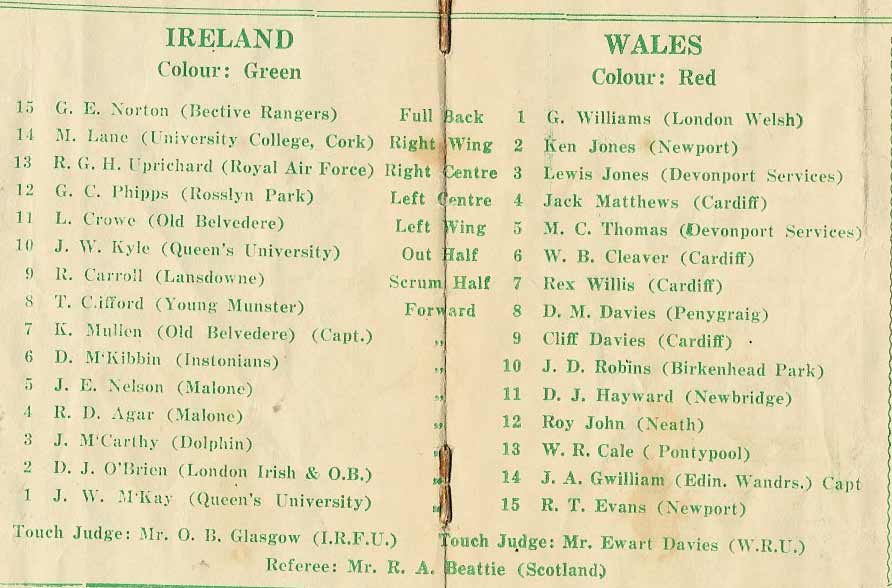 IRELAND WALES
Colour: Green Colour: Red
15 G. E. Norton (Bective Rangers) Full Back 1 G. Williams (London Welsh)
14 M. Lane (University College, Cork) Right Wing 2 Ken Jones (Newport)
13 R. G. H. Uprichard (Royal Air Force) Right Centre 3 Lewis Jones (Devonport Services)
12 G. C. Phipps (Rosslyn Park) Left Centre 4 Jack Matthews (Cardiff)
11 L. Crowe (Old Belvedere) Left Wing 5 M. C. Thomas (Devonport Services)
10 J. W. Kyle (Queen's University) Out Half 6 W. B. Cleaver (Cardiff)
9 R. Carroll (Lansdowne) Scrum Half 7 Rex Willis (Cardiff)
8 T. Clifford (Young Munster) Forward 8 D. M. Davies (Penygraig)
7 K. Mullen (Old Belvedere) (Capt.) ,, 9 Cliff Davies (Cardiff)
6 D. M'Kibbin (Instonians) ,, 10 J. D. Robins (Birkenhead Park)
5 J. E. Nelson (Malone) ,, 11 D. J. Hayward (Newbridge)
4 R. D. Agar (Malone) ,, 12 Roy John (Neath)
3 J. M'Carthy (Dolphin) ,, 13 W. R. Cale ( Pontypool)
2 D. J. O'Brien (London Irish & O.B.) ,, 14 J. A. Gwilliam (Edin. Wandrs.) Capt
1 J. W. M'Kay (Queen's University) ,, 15 R. T. Evans (Newport)
Touch Judge: Mr. O. B. Glasgow (I.R.F.U.) Touch Judge: Mr. Ewart Davies (W.R.U.)
Referee: Mr. R. A. Beattie (Scotland)